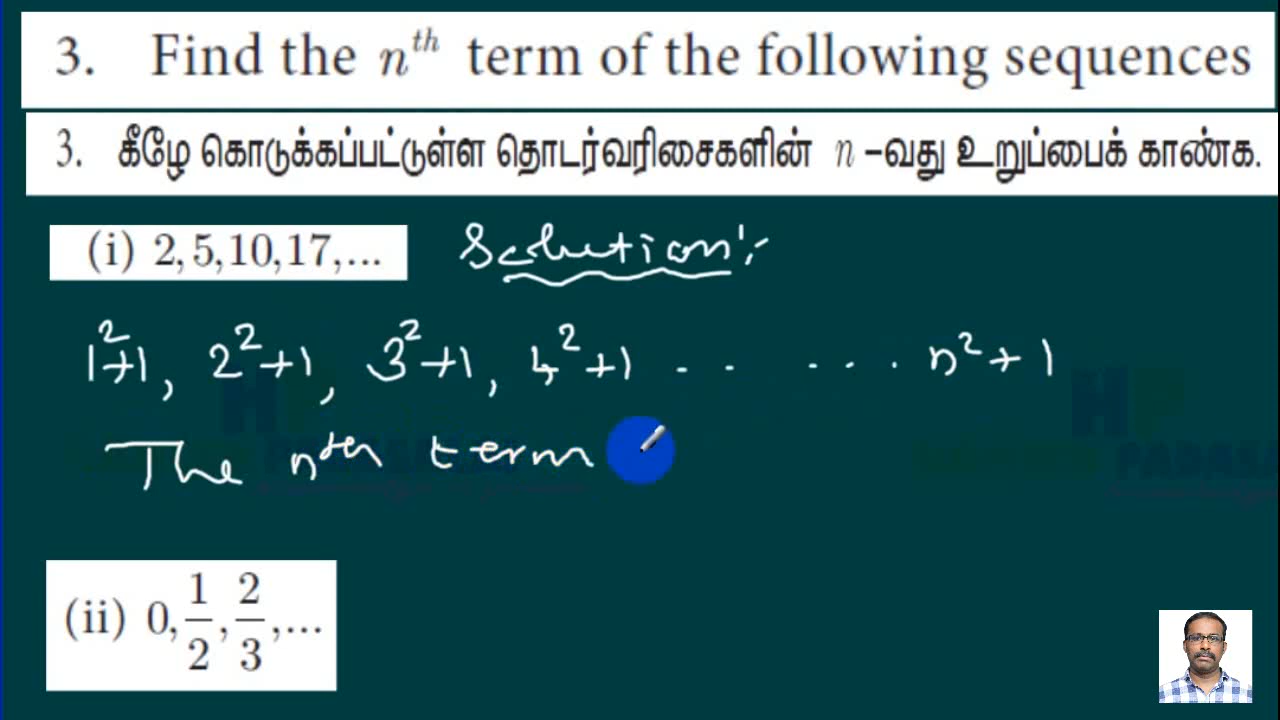 3. Find the nᵗʰ term of the following sequences
3. கீழே கொடுக்கப்பட்டுள்ள தொடர்வரிசைகளின் n –வது உறுப்பைக் காண்க.
(i) 2,5,10,17,... Solution:-
1²+1, 2²+1, 3²+1, 4²+1 . . . . . . n²+1
The nᵗʰ term
(ii) 0, 1/2, 2/3, ...